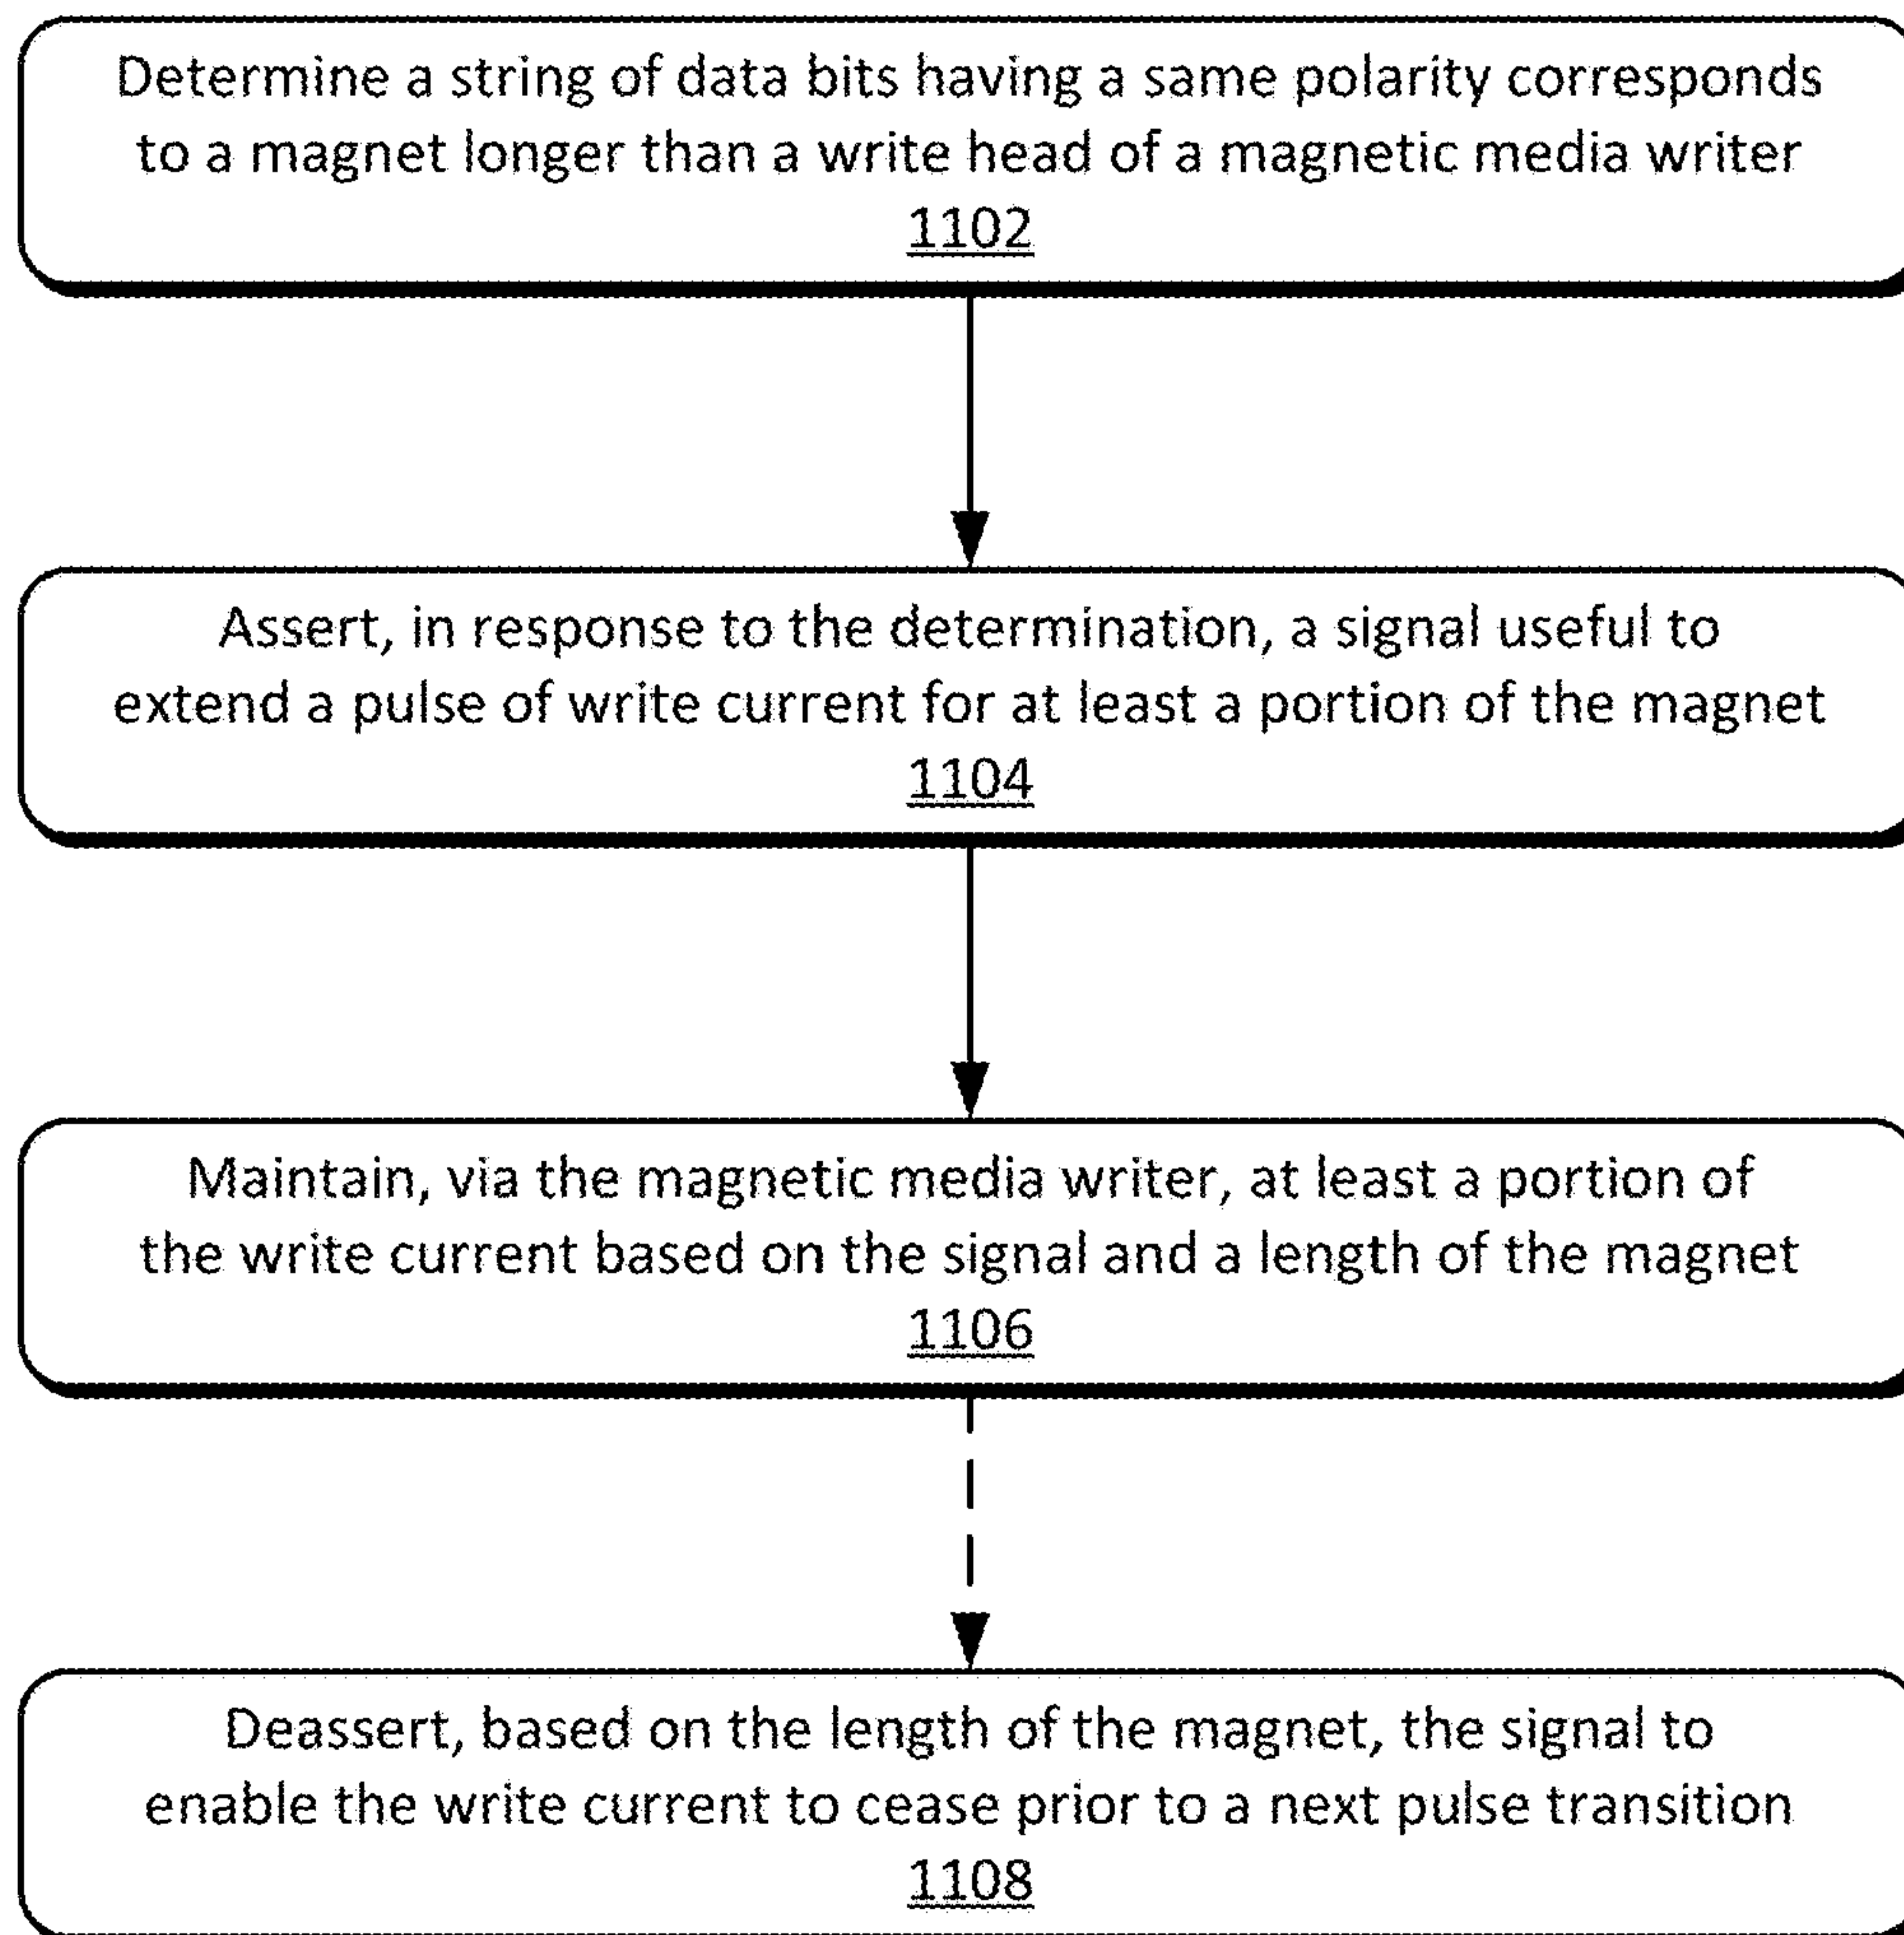 Determine a string of data bits having a same polarity corresponds
to a magnet longer than a write head of a magnetic media writer
1102
Assert, in response to the determination, a signal useful to
extend a pulse of write current for at least a portion of the magnet
1104
Maintain, via the magnetic media writer, at least a portion of
the write current based on the signal and a length of the magnet
1106
Deassert, based on the length of the magnet, the signal to
enable the write current to cease prior to a next pulse transition
1108